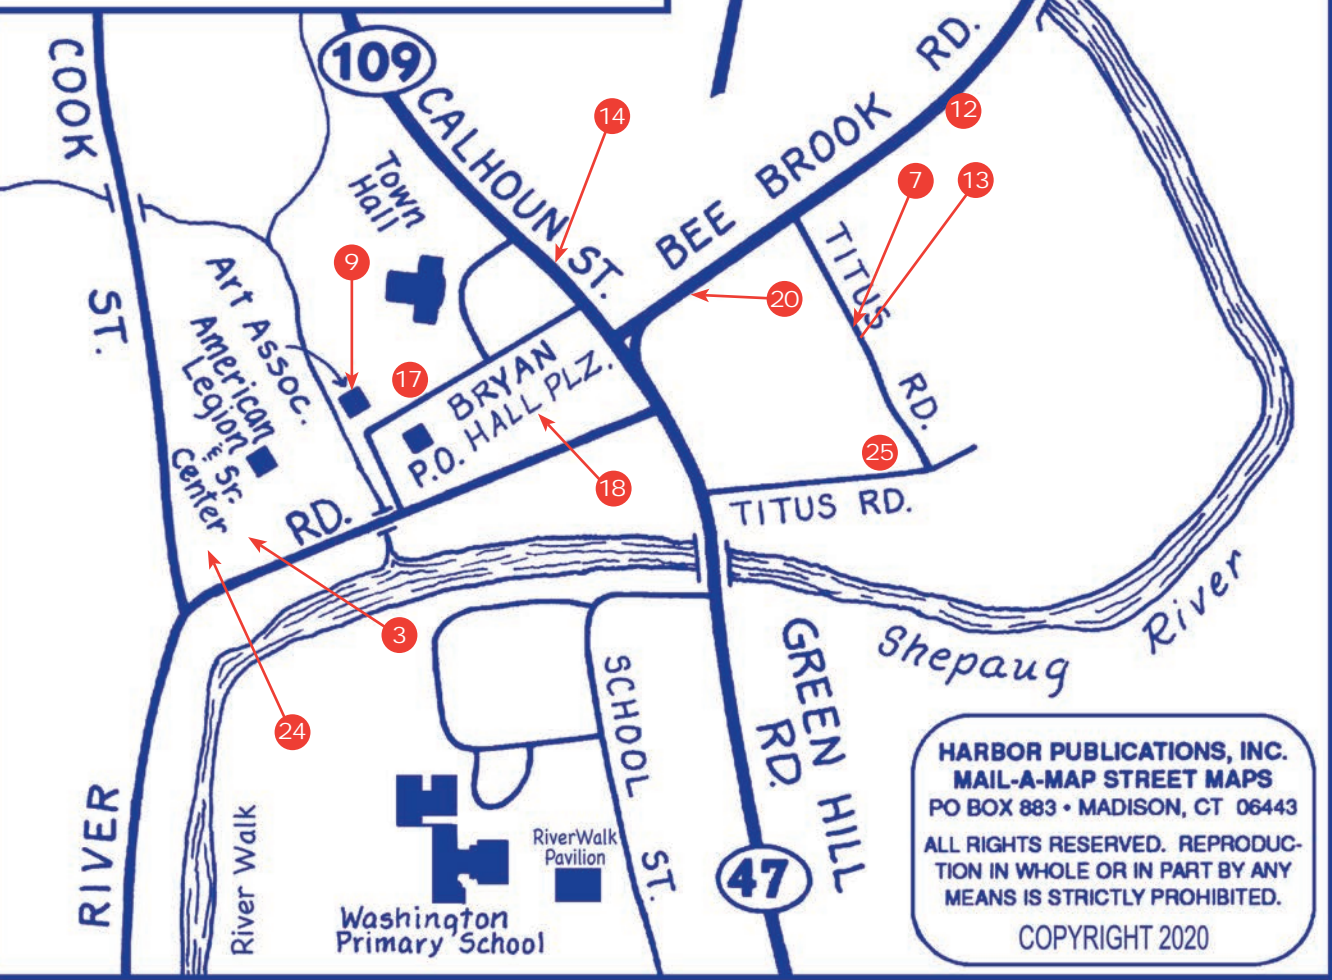 COOK
ST.
109
CALHOUN ST.
14
BEE BROOK RD.
12
7
13
Town
Hall
9
20
TITUS
RD.
Art Assoc.
American
Legion
& Sr.
Center
17
BRYAN
HALL PLZ.
P.O.
18
25
TITUS RD.
RD.
3
24
Shepaug
River
SCHOOL
ST.
GREEN HILL
RD.
47
RIVER
River Walk
RiverWalk
Pavilion
Washington
Primary School
HARBOR PUBLICATIONS, INC.
MAIL-A-MAP STREET MAPS
PO BOX 883 • MADISON, CT 06443
ALL RIGHTS RESERVED. REPRODUC-
TION IN WHOLE OR IN PART BY ANY
MEANS IS STRICTLY PROHIBITED.
COPYRIGHT 2020